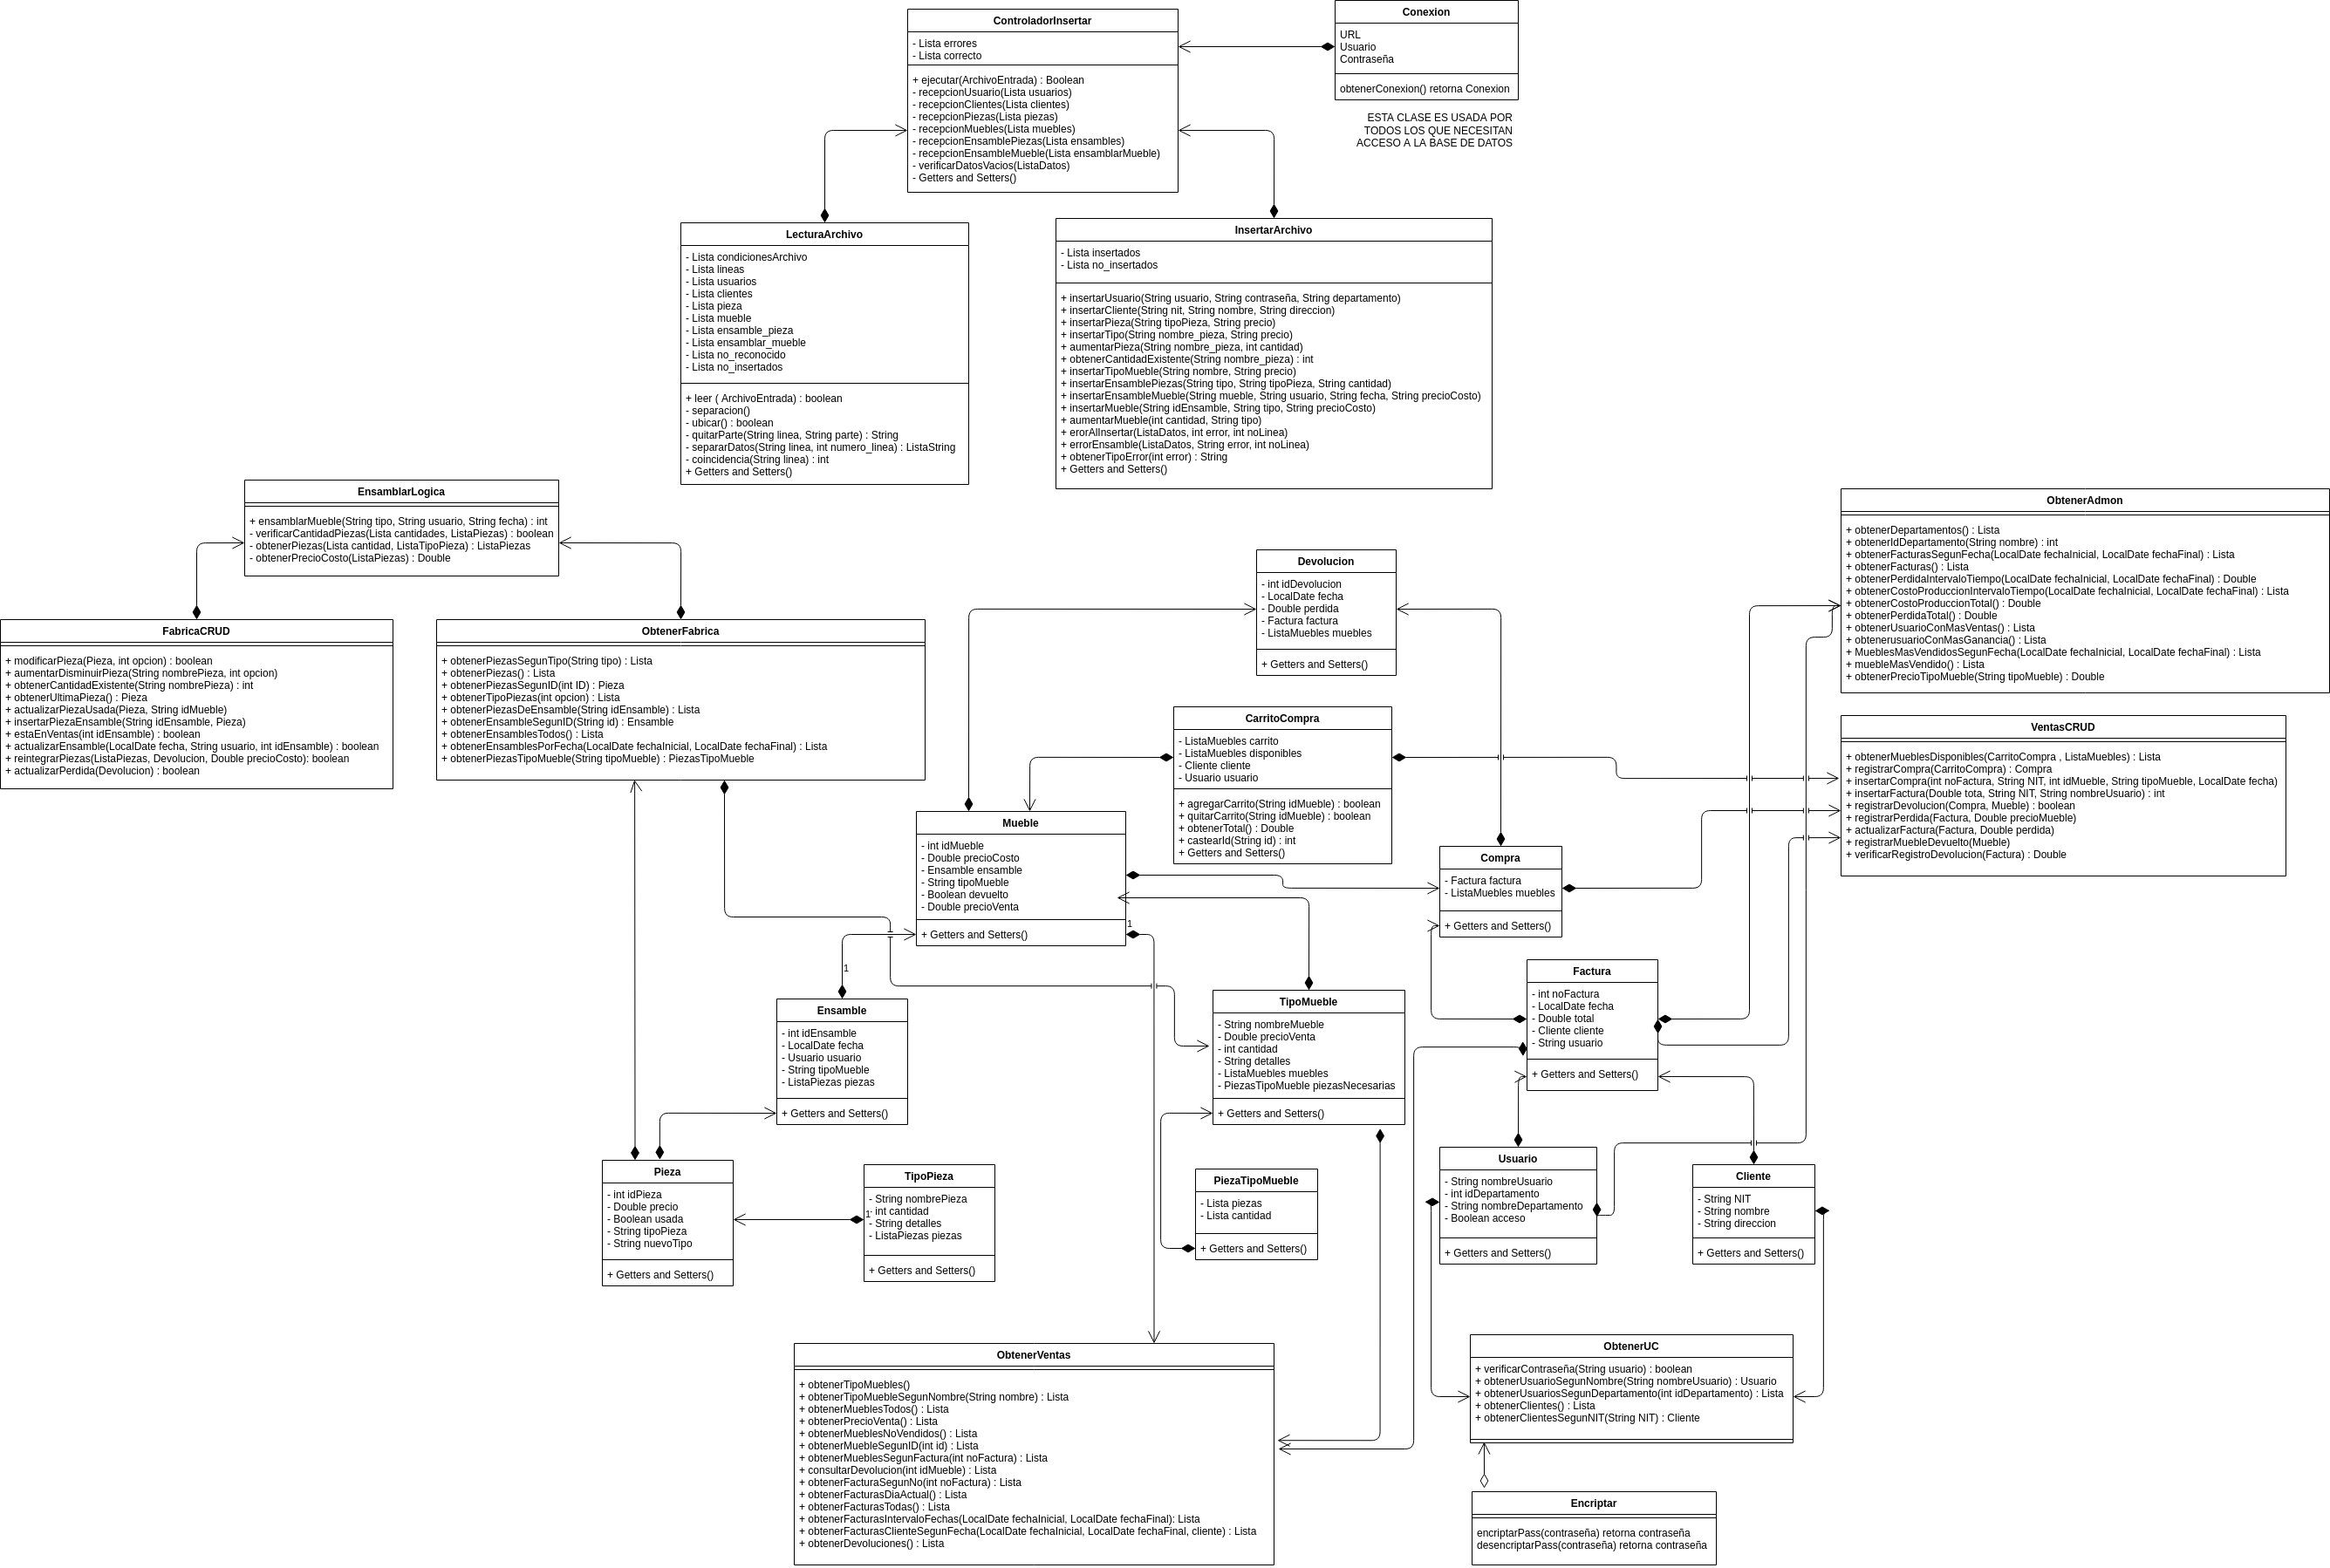 ControladorInsertar
- Lista errores
- Lista correcto
+ ejecutar(ArchivoEntrada) : Boolean
- recepcionUsuario(Lista usuarios)
- recepcionClientes(Lista clientes)
- recepcionPiezas(Lista piezas)
- recepcionMuebles(Lista muebles)
- recepcionEnsamblePiezas(Lista ensambles)
- recepcionEnsambleMueble(Lista ensamblarMueble)
- verificarDatosVacios(ListaDatos)
- Getters and Setters()
Conexion
URL
Usuario
Contraseña
obtenerConexion() retorna Conexion
ESTA CLASE ES USADA POR
TODOS LOS QUE NECESITAN
ACCESO A LA BASE DE DATOS
LecturaArchivo
- Lista condicionesArchivo
- Lista lineas
- Lista usuarios
- Lista clientes
- Lista pieza
- Lista mueble
- Lista ensamble_pieza
- Lista ensamblar_mueble
- Lista no_reconocido
- Lista no_insertados
+ leer ( ArchivoEntrada) : boolean
- separacion()
- ubicar() : boolean
- quitarParte(String linea, String parte) : String
- separarDatos(String linea, int numero_linea) : ListaString
- coincidencia(String linea) : int
+ Getters and Setters()
InsertarArchivo
- Lista insertados
- Lista no_insertados
+ insertarUsuario(String usuario, String contraseña, String departamento)
+ insertarCliente(String nit, String nombre, String direccion)
+ insertarPieza(String tipoPieza, String precio)
+ insertarTipo(String nombre_pieza, String precio)
+ aumentarPieza(String nombre_pieza, int cantidad)
+ obtenerCantidadExistente(String nombre_pieza) : int
+ insertarTipoMueble(String nombre, String precio)
+ insertarEnsamblePiezas(String tipo, String tipoPieza, String cantidad)
+ insertarEnsambleMueble(String mueble, String usuario, String fecha, String precioCosto)
+ insertarMueble(String idEnsamble, String tipo, String precioCosto)
+ aumentarMueble(int cantidad, String tipo)
+ erorAlInsertar(ListaDatos, int error, int noLinea)
+ errorEnsamble(ListaDatos, String error, int noLinea)
+ obtenerTipoError(int error) : String
+ Getters and Setters()
EnsamblarLogica
+ ensamblarMueble(String tipo, String usuario, String fecha) : int
- verificarCantidadPiezas(Lista cantidades, ListaPiezas) : boolean
- obtenerPiezas(Lista cantidad, ListaTipoPieza) : ListaPiezas
- obtenerPrecioCosto(ListaPiezas) : Double
FabricaCRUD
+ modificarPieza(Pieza, int opcion) : boolean
+ aumentarDisminuirPieza(String nombrePieza, int opcion)
+ obtenerCantidadExistente(String nombrePieza) : int
+ obtenerUltimaPieza() : Pieza
+ actualizarPiezaUsada(Pieza, String idMueble)
+ insertarPiezaEnsamble(String idEnsamble, Pieza)
+ estaEnVentas(int idEnsamble) : boolean
+ actualizarEnsamble(LocalDate fecha, String usuario, int idEnsamble) : boolean
+ reintegrarPiezas(ListaPiezas, Devolucion, Double precioCosto): boolean
+ actualizarPerdida(Devolucion) : boolean
ObtenerFabrica
+ obtenerPiezasSegunTipo(String tipo) : Lista
+ obtenerPiezas() : Lista
+ obtenerPiezasSegunID(int ID) : Pieza
+ obtenerTipoPiezas(int opcion) : Lista
+ obtenerPiezasDeEnsamble(String idEnsamble) : Lista
+ obtenerEnsambleSegunID(String id) : Ensamble
+ obtenerEnsamblesTodos() : Lista
+ obtenerEnsamblesPorFecha(LocalDate fechaInicial, LocalDate fechaFinal) : Lista
+ obtenerPiezasTipoMueble(String tipoMueble) : PiezasTipoMueble
Devolucion
- int idDevolucion
- LocalDate fecha
- Double perdida
- Factura factura
- ListaMuebles muebles
+ Getters and Setters()
ObtenerAdmon
+ obtenerDepartamentos() : Lista
+ obtenerIdDepartamento(String nombre) : int
+ obtenerFacturasSegunFecha(LocalDate fechaInicial, LocalDate fechaFinal) : Lista
+ obtenerFacturas() : Lista
+ obtenerPerdidaIntervaloTiempo(LocalDate fechaInicial, LocalDate fechaFinal) : Double
+ obtenerCostoProduccionIntervaloTiempo(LocalDate fechaInicial, LocalDate fechaFinal) : Lista
+ obtenerCostoProduccionTotal() : Double
+ obtenerPerdidaTotal() : Double
+ obtenerUsuarioConMasVentas() : Lista
+ obtenerusuarioConMasGanancia() : Lista
+ MueblesMasVendidosSegunFecha(LocalDate fechaInicial, LocalDate fechaFinal) : Lista
+ muebleMasVendido() : Lista
+ obtenerPrecioTipoMueble(String tipoMueble) : Double
CarritoCompra
- ListaMuebles carrito
- ListaMuebles disponibles
- Cliente cliente
- Usuario usuario
+ agregarCarrito(String idMueble) : boolean
+ quitarCarrito(String idMueble) : boolean
+ obtenerTotal() : Double
+ castearId(String id) : int
+ Getters and Setters()
VentasCRUD
+ obtenerMueblesDisponibles(CarritoCompra , ListaMuebles) : Lista
+ registrarCompra(CarritoCompra) : Compra
+ insertarCompra(int noFactura, String NIT, int idMueble, String tipoMueble, LocalDate fecha)
+ insertarFactura(Double tota, String NIT, String nombreUsuario) : int
+ registrarDevolucion(Compra, Mueble) : boolean
+ registrarPerdida(Factura, Double precioMueble)
+ actualizarFactura(Factura, Double perdida)
+ registrarMuebleDevuelto(Mueble)
+ verificarRegistroDevolucion(Factura) : Double
Mueble
- int idMueble
- Double precioCosto
- Ensamble ensamble
- String tipoMueble
- Boolean devuelto
- Double precioVenta
+ Getters and Setters()
1
Compra
- Factura factura
- ListaMuebles muebles
+ Getters and Setters()
1
Ensamble
- int idEnsamble
- LocalDate fecha
- Usuario usuario
- String tipoMueble
- ListaPiezas piezas
+ Getters and Setters()
TipoMueble
- String nombreMueble
- Double precioVenta
- int cantidad
- String detalles
- ListaMuebles muebles
- PiezasTipoMueble piezasNecesarias
+ Getters and Setters()
Factura
- int noFactura
- LocalDate fecha
- Double total
- Cliente cliente
- String usuario
+ Getters and Setters()
Pieza
- int idPieza
- Double precio
- Boolean usada
- String tipoPieza
- String nuevoTipo
+ Getters and Setters()
TipoPieza
- String nombrePieza
- int cantidad
- String detalles
- ListaPiezas piezas
+ Getters and Setters()
1
PiezaTipoMueble
- Lista piezas
- Lista cantidad
+ Getters and Setters()
Usuario
- String nombreUsuario
- int idDepartamento
- String nombreDepartamento
- Boolean acceso
+ Getters and Setters()
Cliente
- String NIT
- String nombre
- String direccion
+ Getters and Setters()
ObtenerVentas
+ obtenerTipoMuebles()
+ obtenerTipoMuebleSegunNombre(String nombre) : Lista
+ obtenerMueblesTodos() : Lista
+ obtenerPrecioVenta() : Lista
+ obtenerMueblesNoVendidos() : Lista
+ obtenerMuebleSegunID(int id) : Lista
+ obtenerMueblesSegunFactura(int noFactura) : Lista
+ consultarDevolucion(int idMueble) : Lista
+ obtenerFacturaSegunNo(int noFactura) : Lista
+ obtenerFacturasDiaActual() : Lista
+ obtenerFacturasTodas() : Lista
+ obtenerFacturasIntervaloFechas(LocalDate fechaInicial, LocalDate fechaFinal): Lista
+ obtenerFacturasClienteSegunFecha(LocalDate fechaInicial, LocalDate fechaFinal, cliente) : Lista
+ obtenerDevoluciones() : Lista
ObtenerUC
+ verificarContraseña(String usuario) : boolean
+ obtenerUsuarioSegunNombre(String nombreUsuario) : Usuario
+ obtenerUsuariosSegunDepartamento(int idDepartamento) : Lista
+ obtenerClientes() : Lista
+ obtenerClientesSegunNIT(String NIT) : Cliente
Encriptar
encriptarPass(contraseña) retorna contraseña
desencriptarPass(contraseña) retorna contraseña